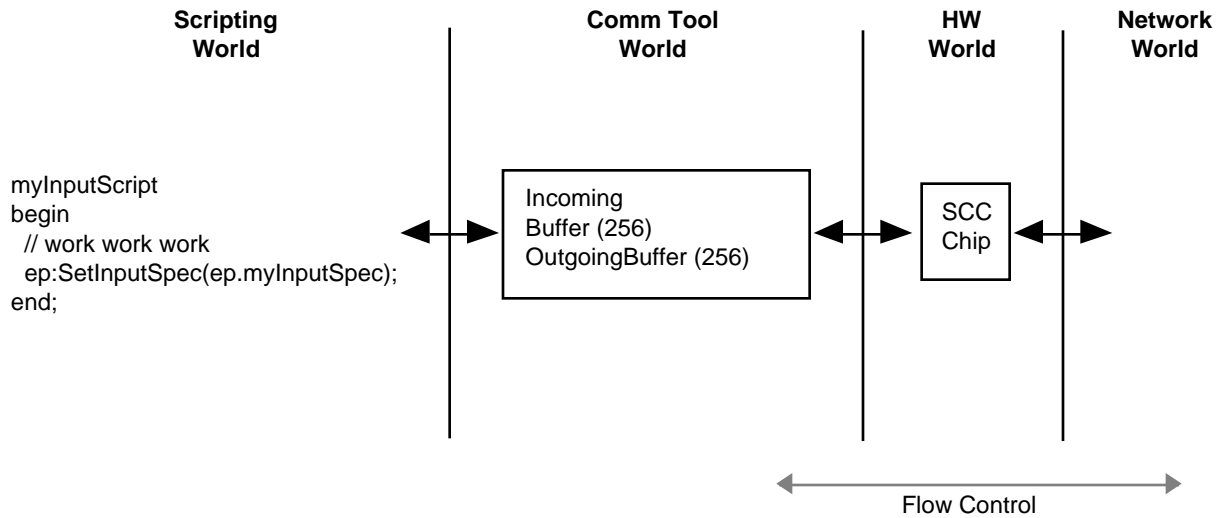 Scripting
World
Comm Tool
World
HW
World
Network
World
myInputScript
begin
// work work work
ep:SetInputSpec(ep.myInputSpec);
end;
Incoming
Buffer (256)
OutgoingBuffer (256)
SCC
Chip
Flow Control